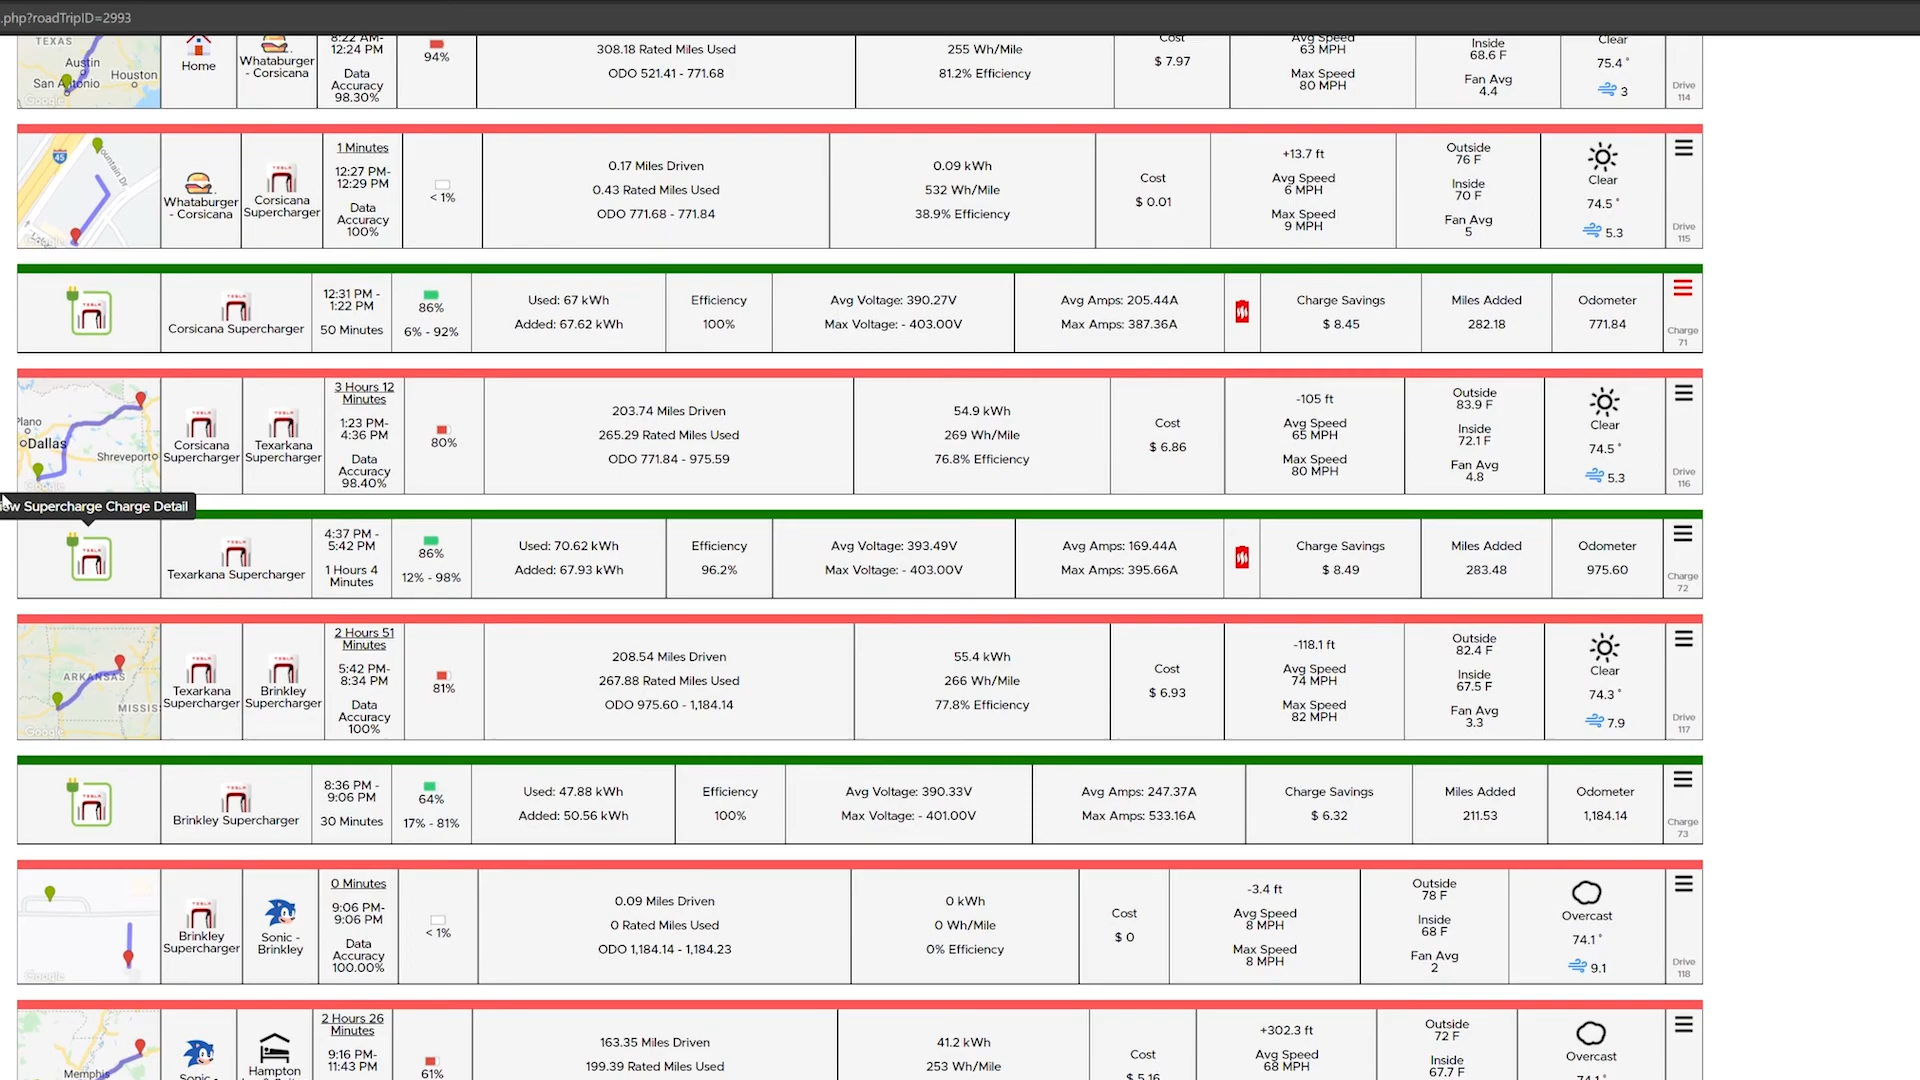 .php?roadTripID=2993
TEXAS
Austin
San Antonio
Houston
Google
Home
Whataburger
- Corsicana
8:22 AM-
12:24 PM
Data
Accuracy
98.30%
94%
308.18 Rated Miles Used
ODO 521.41 - 771.68
255 Wh/Mile
81.2% Efficiency
Cost
$ 7.97
Avg Speed
63 MPH
Max Speed
80 MPH
Inside
68.6 F
Fan Avg
4.4
Clear
75.4°
3
Drive
114
45
Whataburger
- Corsicana
Corsicana
Supercharger
1 Minutes
12:27 PM-
12:29 PM
Data
Accuracy
100%
< 1%
0.17 Miles Driven
0.43 Rated Miles Used
ODO 771.68 - 771.84
0.09 kWh
532 Wh/Mile
38.9% Efficiency
Cost
$ 0.01
+13.7 ft
Avg Speed
6 MPH
Max Speed
9 MPH
Outside
76 F
Inside
70 F
Fan Avg
5
Clear
74.5°
5.3
Drive
115
TESLA
Corsicana Supercharger
12:31 PM -
1:22 PM
50 Minutes
86%
6% - 92%
Used: 67 kWh
Added: 67.62 kWh
Efficiency
100%
Avg Voltage: 390.27V
Max Voltage: - 403.00V
Avg Amps: 205.44A
Max Amps: 387.36A
Charge Savings
$ 8.45
Miles Added
282.18
Odometer
771.84
Charge
71
Plano
Dallas
Shreveport
Google
Corsicana
Supercharger
Texarkana
Supercharger
3 Hours 12
Minutes
1:23 PM-
4:36 PM
Data
Accuracy
98.40%
80%
203.74 Miles Driven
265.29 Rated Miles Used
ODO 771.84 - 975.59
54.9 kWh
269 Wh/Mile
76.8% Efficiency
Cost
$ 6.86
-105 ft
Avg Speed
65 MPH
Max Speed
80 MPH
Outside
83.9 F
Inside
72.1 F
Fan Avg
4.8
Clear
74.5°
5.3
Drive
116
ew Supercharge Charge Detail
TESLA
Texarkana Supercharger
4:37 PM -
5:42 PM
1 Hours 4
Minutes
86%
12% - 98%
Used: 70.62 kWh
Added: 67.93 kWh
Efficiency
96.2%
Avg Voltage: 393.49V
Max Voltage: - 403.00V
Avg Amps: 169.44A
Max Amps: 395.66A
Charge Savings
$ 8.49
Miles Added
283.48
Odometer
975.60
Charge
72
ARKANSAS
MISSIS
Google
Texarkana
Supercharger
Brinkley
Supercharger
2 Hours 51
Minutes
5:42 PM-
8:34 PM
Data
Accuracy
100%
81%
208.54 Miles Driven
267.88 Rated Miles Used
ODO 975.60 - 1,184.14
55.4 kWh
266 Wh/Mile
77.8% Efficiency
Cost
$ 6.93
-118.1 ft
Avg Speed
74 MPH
Max Speed
82 MPH
Outside
82.4 F
Inside
67.5 F
Fan Avg
3.3
Clear
74.3°
7.9
Drive
117
TESLA
Brinkley Supercharger
8:36 PM -
9:06 PM
30 Minutes
64%
17% - 81%
Used: 47.88 kWh
Added: 50.56 kWh
Efficiency
100%
Avg Voltage: 390.33V
Max Voltage: - 401.00V
Avg Amps: 247.37A
Max Amps: 533.16A
Charge Savings
$ 6.32
Miles Added
211.53
Odometer
1,184.14
Charge
73
Google
Brinkley
Supercharger
Sonic -
Brinkley
0 Minutes
9:06 PM-
9:06 PM
Data
Accuracy
100.00%
< 1%
0.09 Miles Driven
0 Rated Miles Used
ODO 1,184.14 - 1,184.23
0 kWh
0 Wh/Mile
0% Efficiency
Cost
$ 0
-3.4 ft
Avg Speed
8 MPH
Max Speed
8 MPH
Outside
78 F
Inside
68 F
Fan Avg
2
Overcast
74.1°
9.1
Drive
118
Memphis
Sonic -
Hampton
2 Hours 26
Minutes
9:16 PM-
11:43 PM
61%
163.35 Miles Driven
199.39 Rated Miles Used
41.2 kWh
253 Wh/Mile
Cost
$ 5.16
+302.3 ft
Avg Speed
68 MPH
Outside
72 F
Inside
67.7 F
Overcast
74.1°